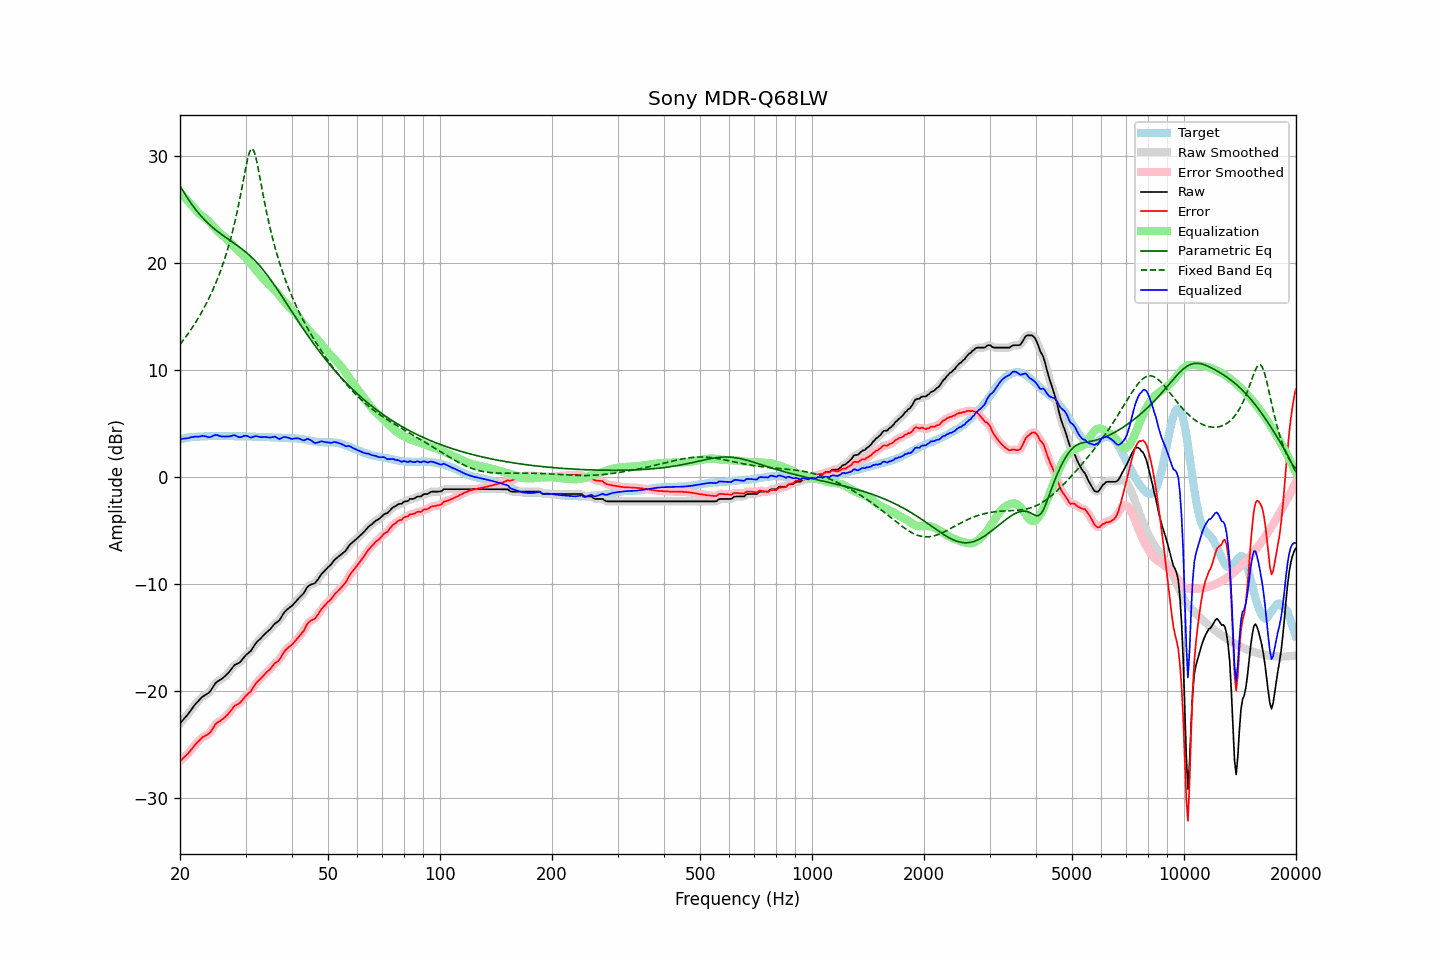 Sony MDR-Q68LW
Amplitude (dBr)
30
20
10
0
−10
−20
−30
Target
Raw Smoothed
Error Smoothed
Raw
Error
Equalization
Parametric Eq
Fixed Band Eq
Equalized
20
50
100
200
500
1000
2000
5000
10000
20000
Frequency (Hz)